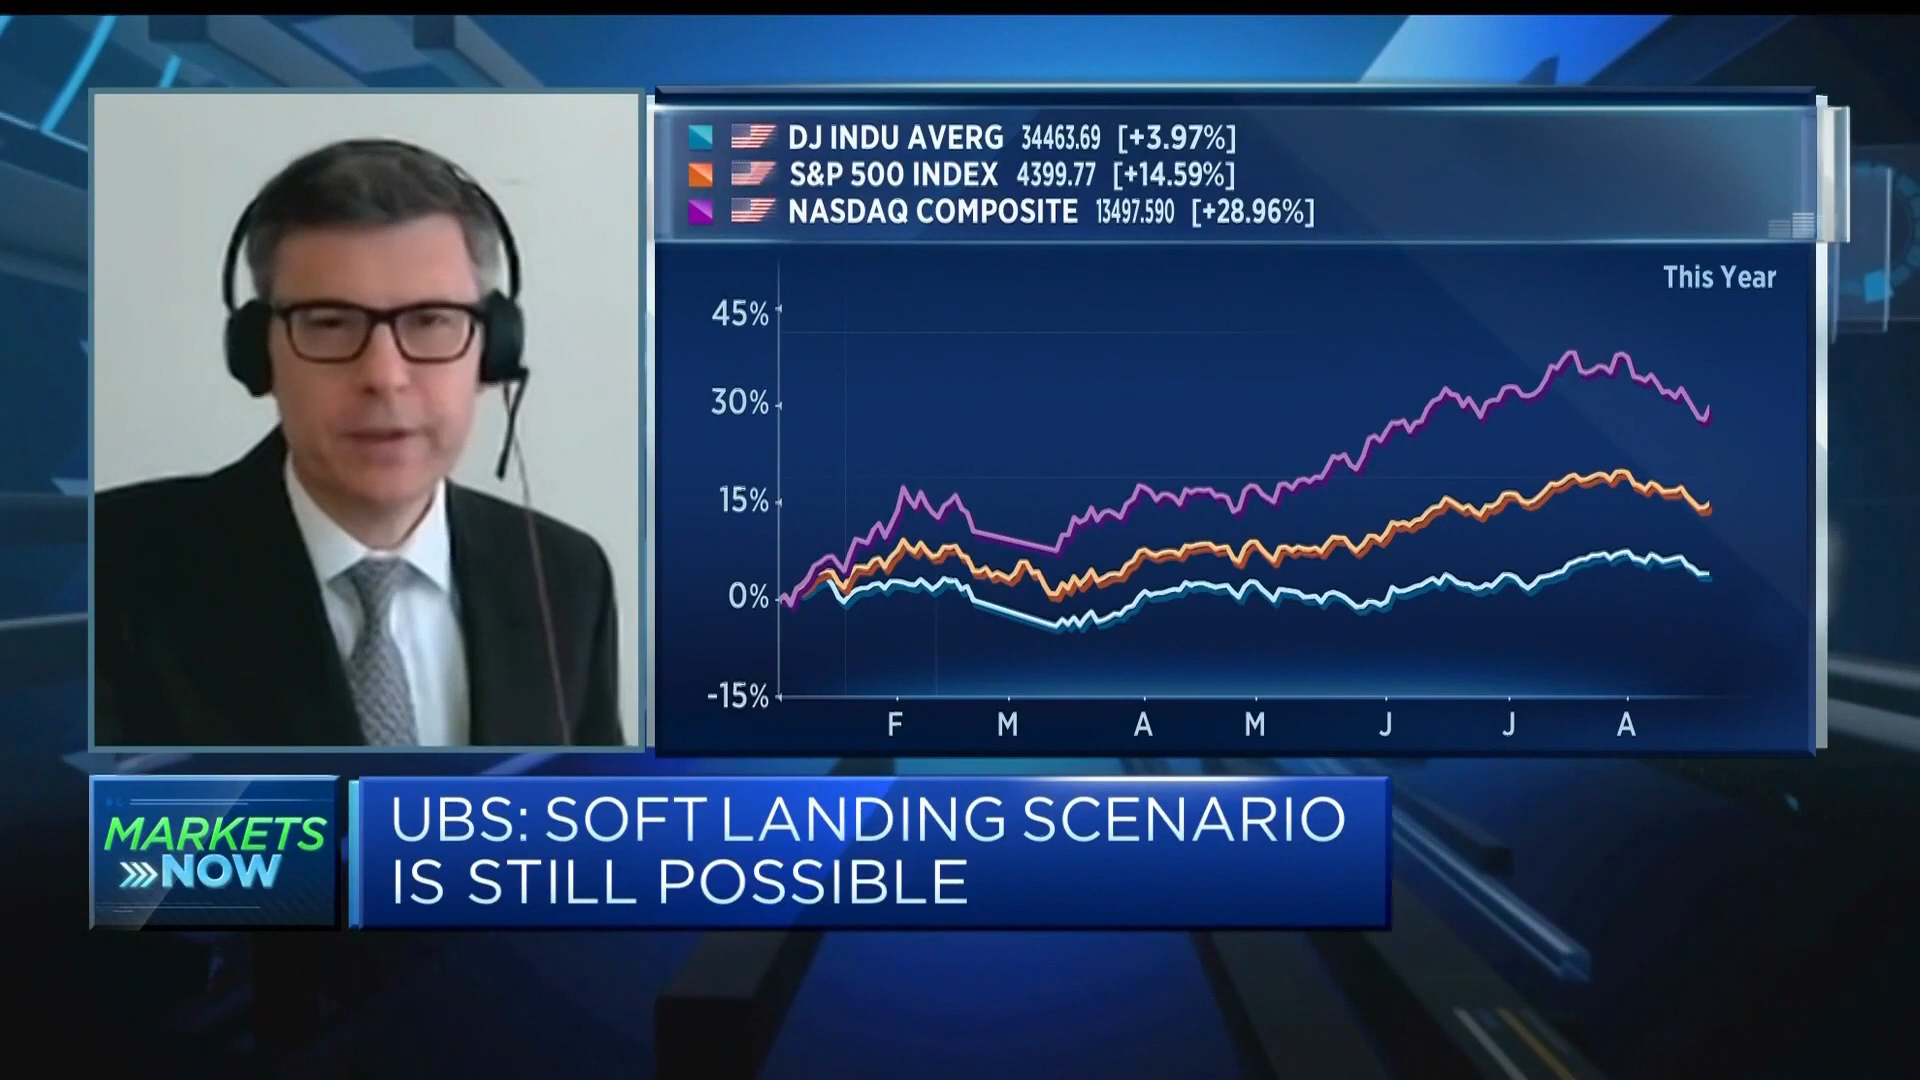 DJ INDU AVERG 34463.69 [+3.97%]
S&P 500 INDEX 4399.77 [+14.59%]
NASDAQ COMPOSITE 13497.590 [+28.96%]
This Year
45%
30%
15%
0%
-15%
F M A M J J A
MARKETS
NOW
UBS: SOFT LANDING SCENARIO
IS STILL POSSIBLE